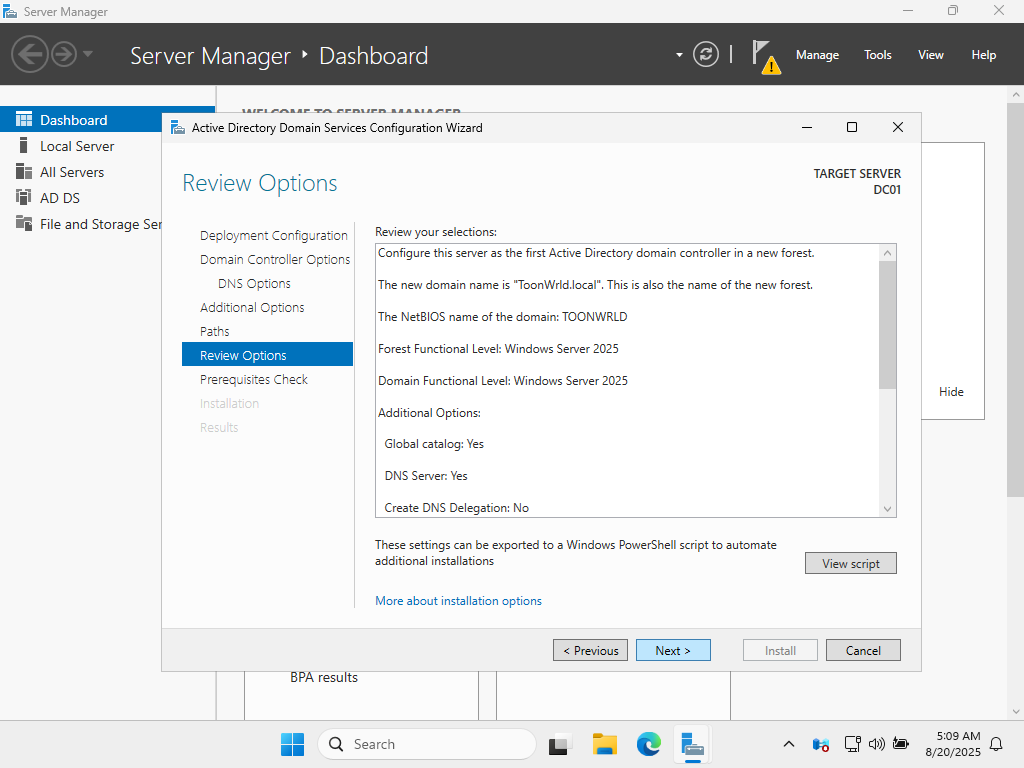 Server Manager
Server Manager ‣ Dashboard
Manage Tools View Help
WELCOME TO SERVER MANAGER
Dashboard
Local Server
All Servers
AD DS
File and Storage Ser
Active Directory Domain Services Configuration Wizard
Review Options
TARGET SERVER
DC01
Deployment Configuration
Domain Controller Options
DNS Options
Additional Options
Paths
Review Options
Prerequisites Check
Installation
Results
Review your selections:
Configure this server as the first Active Directory domain controller in a new forest.
The new domain name is "ToonWrld.local". This is also the name of the new forest.
The NetBIOS name of the domain: TOONWRLD
Forest Functional Level: Windows Server 2025
Domain Functional Level: Windows Server 2025
Additional Options:
Global catalog: Yes
DNS Server: Yes
Create DNS Delegation: No
These settings can be exported to a Windows PowerShell script to automate
additional installations
View script
More about installation options
< Previous Next > Install Cancel
Hide
BPA results
Search
5:09 AM
8/20/2025